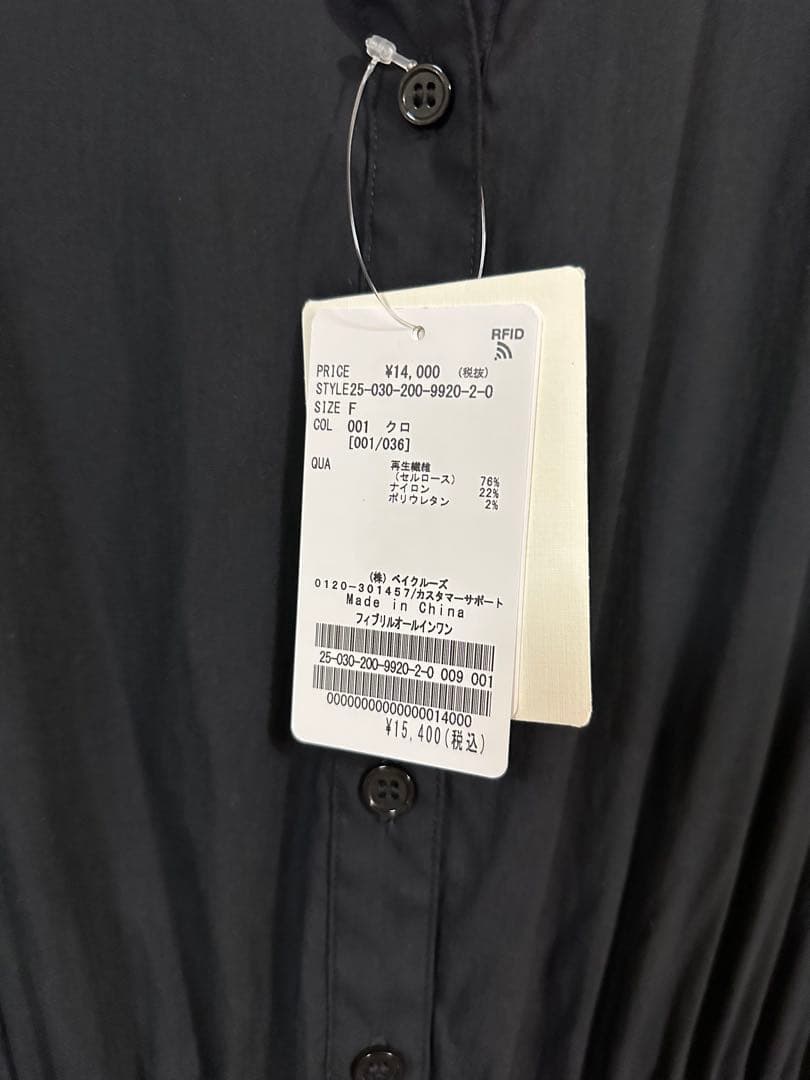 RFID
PRICE ¥14,000 (税抜)
STYLE25-030-200-9920-2-0
SIZE F
COL 001 クロ
[001/036]
QUA 再生繊維
(セルロース) 76%
ナイロン 22%
ポリウレタン 2%
(株)ベイクルーズ
0120-301457/カスタマーサポート
Made in China
フィブリルオールインワン
25-030-200-9920-2-0 009 001
00000000000000014000
¥15,400(税込)